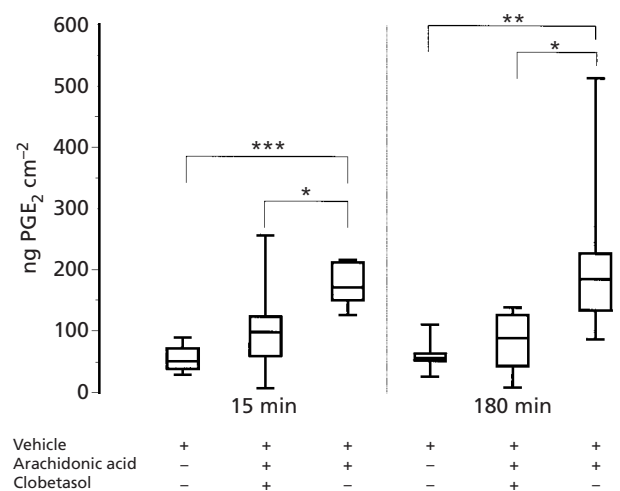 600
**
*
500
400
***
300
*
200
100
0
ng PGE2 cm−2
15 min
180 min
Vehicle + + + + + +
Arachidonic acid − + + − + +
Clobetasol − + − − + −